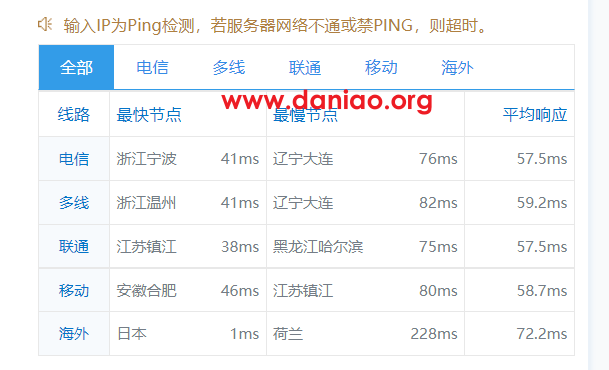 输入IP为Ping检测，若服务器网络不通或禁PING，则超时。
全部 电信 多线 联通 移动 海外
www.daniao.org
线路 最快节点 最慢节点 平均响应
电信 浙江宁波 41ms 辽宁大连 76ms 57.5ms
多线 浙江温州 41ms 辽宁大连 82ms 59.2ms
联通 江苏镇江 38ms 黑龙江哈尔滨 75ms 57.5ms
移动 安徽合肥 46ms 江苏镇江 80ms 58.7ms
海外 日本 1ms 荷兰 228ms 72.2ms